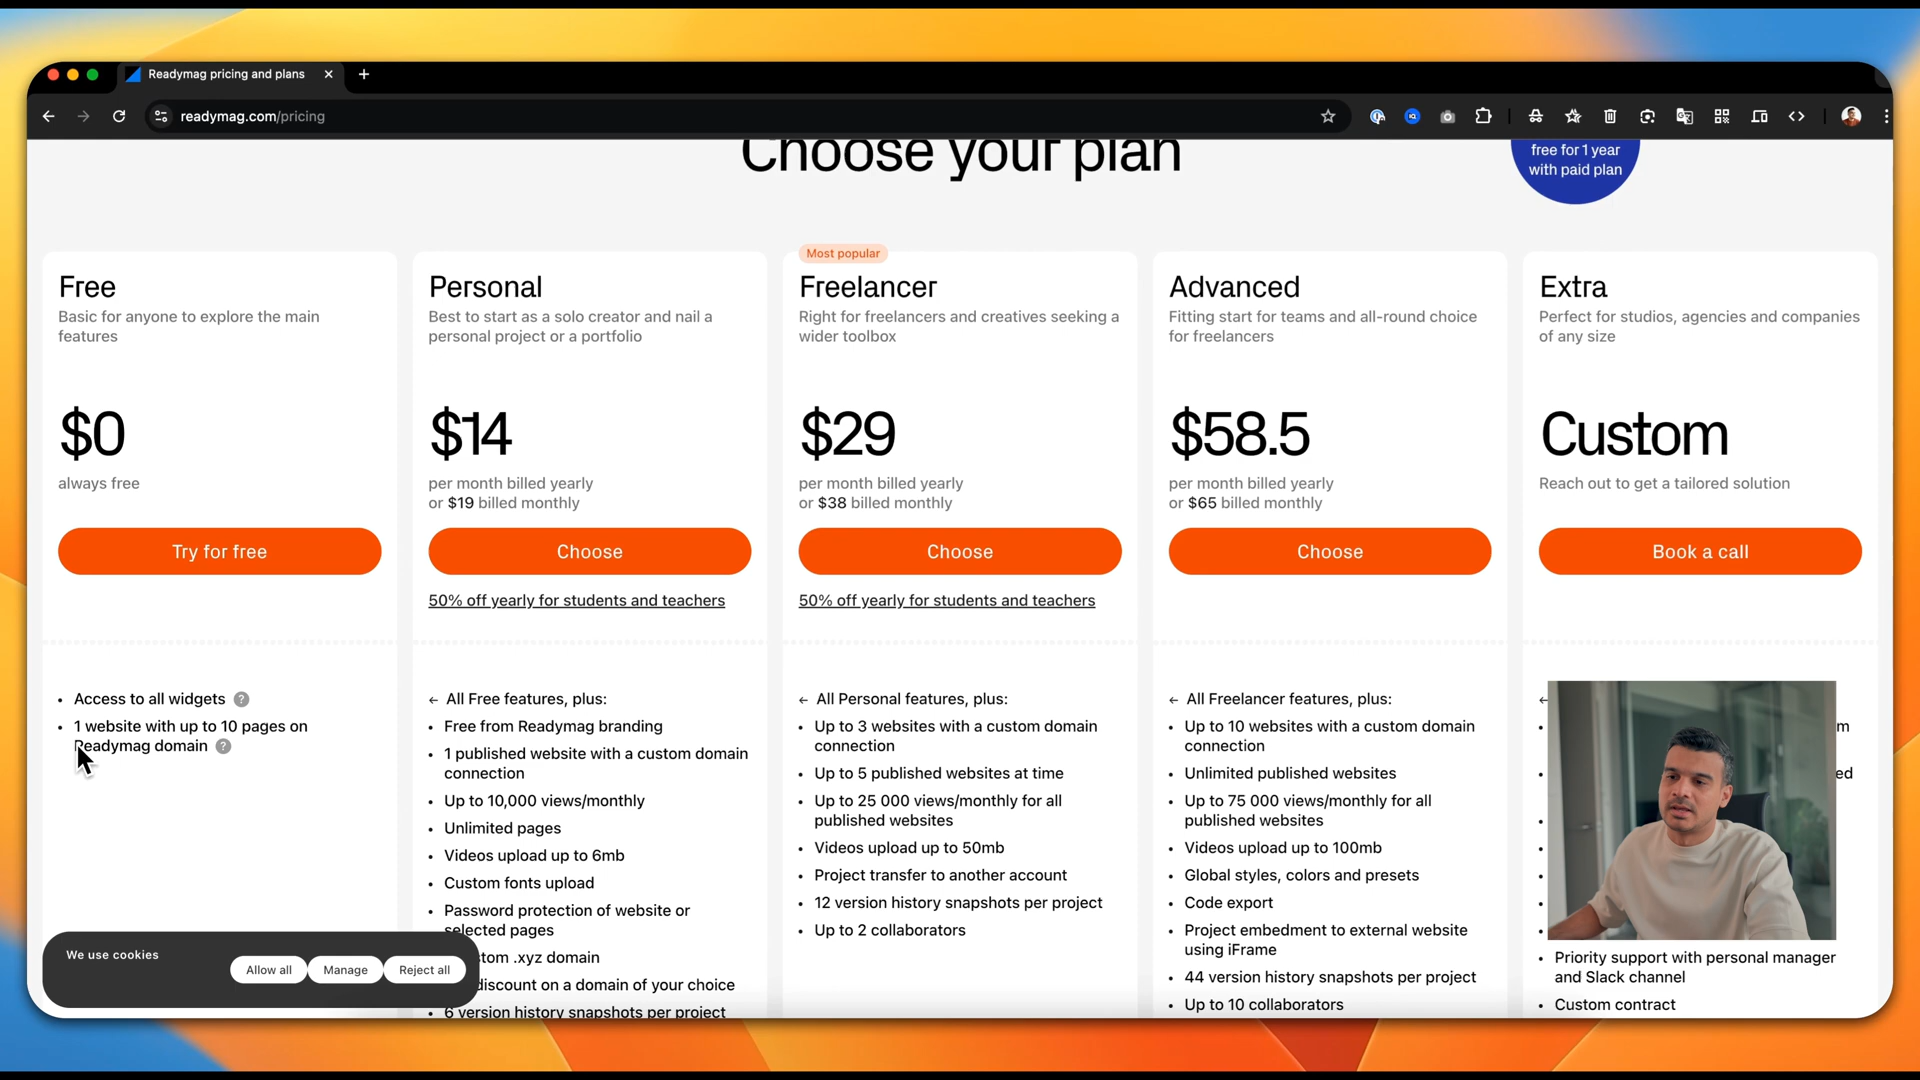 Readymag pricing and plans
readymag.com/pricing
Choose your plan
free for 1 year
with paid plan
Free
Basic for anyone to explore the main
features
$0
always free
Try for free
Access to all widgets ?
1 website with up to 10 pages on
Readymag domain ?
Personal
Best to start as a solo creator and nail a
personal project or a portfolio
$14
per month billed yearly
or $19 billed monthly
Choose
50% off yearly for students and teachers
← All Free features, plus:
Free from Readymag branding
1 published website with a custom domain
connection
Up to 10,000 views/monthly
Unlimited pages
Videos upload up to 6mb
Custom fonts upload
Password protection of website or
selected pages
stom .xyz domain
discount on a domain of your choice
6 version history snapshots per project
Most popular
Freelancer
Right for freelancers and creatives seeking a
wider toolbox
$29
per month billed yearly
or $38 billed monthly
Choose
50% off yearly for students and teachers
← All Personal features, plus:
Up to 3 websites with a custom domain
connection
Up to 5 published websites at time
Up to 25 000 views/monthly for all
published websites
Videos upload up to 50mb
Project transfer to another account
12 version history snapshots per project
Up to 2 collaborators
Advanced
Fitting start for teams and all-round choice
for freelancers
$58.5
per month billed yearly
or $65 billed monthly
Choose
← All Freelancer features, plus:
Up to 10 websites with a custom domain
connection
Unlimited published websites
Up to 75 000 views/monthly for all
published websites
Videos upload up to 100mb
Global styles, colors and presets
Code export
Project embedment to external website
using iFrame
44 version history snapshots per project
Up to 10 collaborators
Extra
Perfect for studios, agencies and companies
of any size
Custom
Reach out to get a tailored solution
Book a call
m
ed
Priority support with personal manager
and Slack channel
Custom contract
We use cookies
Allow all
Manage
Reject all